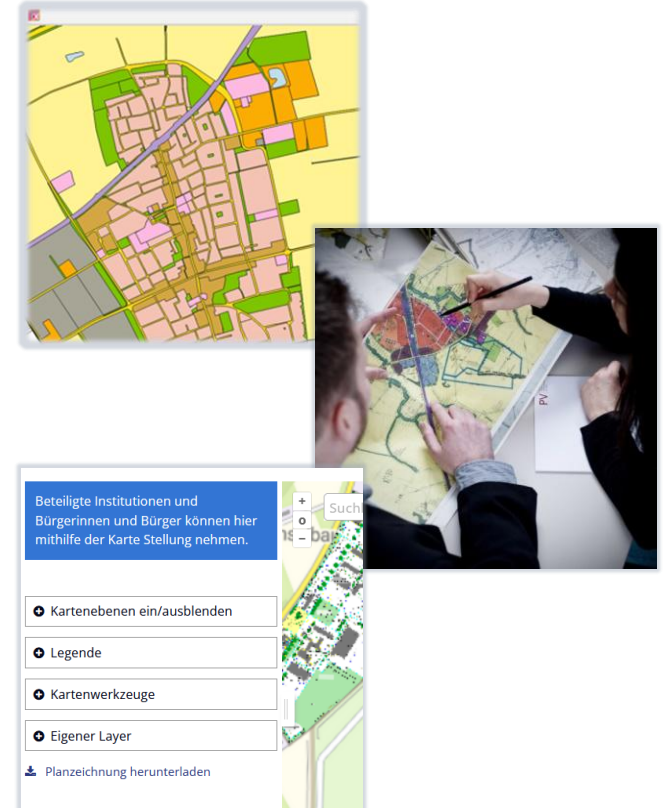 PV
Beteiligte Institutionen und
Bürgerinnen und Bürger können hier
mithilfe der Karte Stellung nehmen.
Kartenebenen ein/ausblenden
Legende
Kartenwerkzeuge
Eigener Layer
Planzeichnung herunterladen
+
o
−